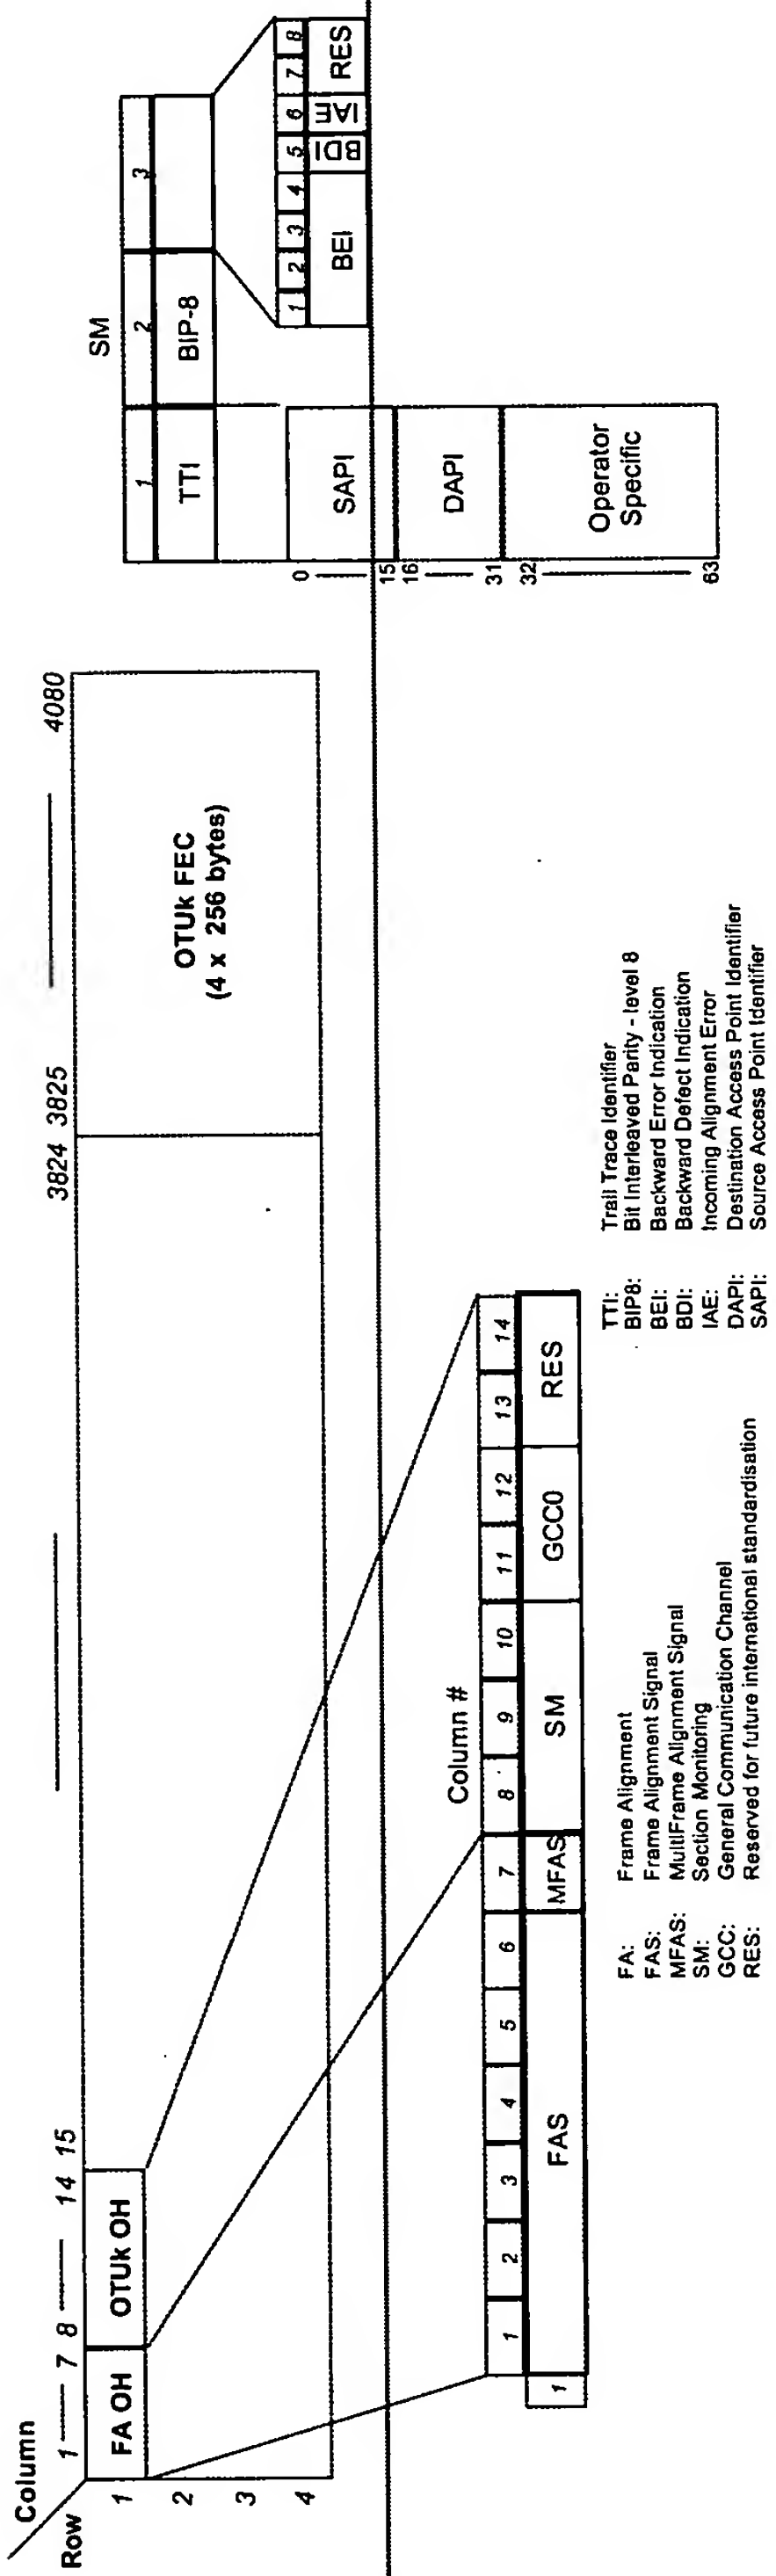 Column
Row
1 7 8 14 15 3824 3825 4080
1 FA OH OTUk OH
2
3
4
OTUk FEC
(4 x 256 bytes)
Column #
1 2 3 4 5 6 7 8 9 10 11 12 13 14
1 FAS MFAS SM GCC0 RES
SM
1 2 3
TTI BIP-8
1 2 3 4 5 6 7 8
BEI BDI IAE RES
0
SAPI
15
16
DAPI
31
32
Operator
Specific
63
FA: Frame Alignment
FAS: Frame Alignment Signal
MFAS: MultiFrame Alignment Signal
SM: Section Monitoring
GCC: General Communication Channel
RES: Reserved for future international standardisation
TTI: Trail Trace Identifier
BIP8: Bit Interleaved Parity - level 8
BEI: Backward Error Indication
BDI: Backward Defect Indication
IAE: Incoming Alignment Error
DAPI: Destination Access Point Identifier
SAPI: Source Access Point Identifier